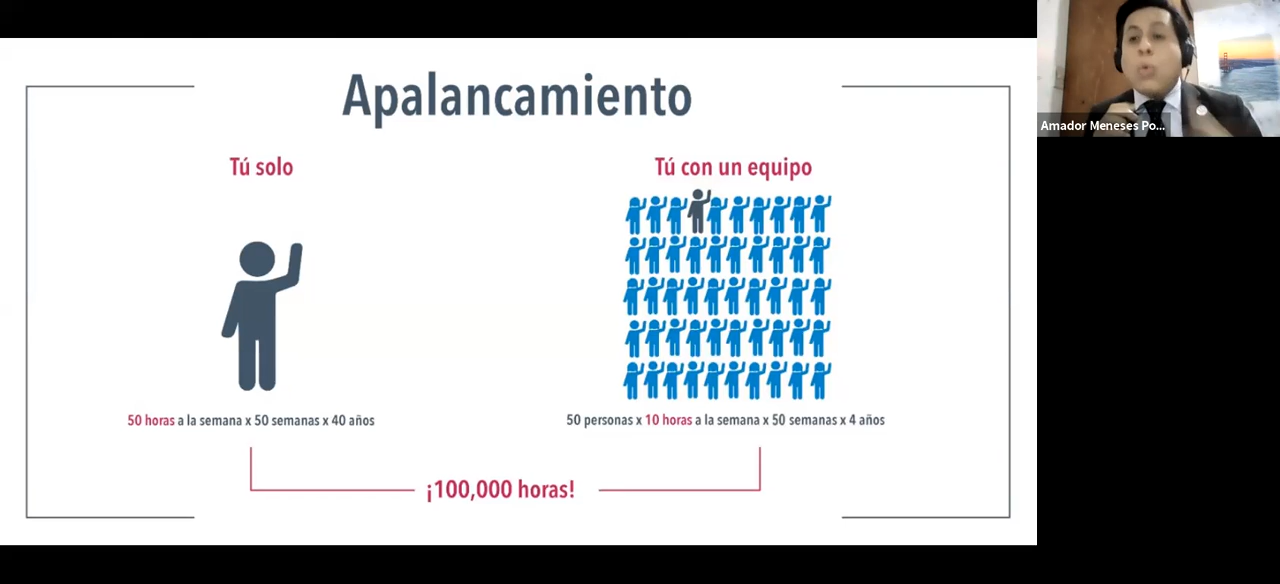 Apalancamiento
Tú solo
Tú con un equipo
50 horas a la semana x 50 semanas x 40 años
50 personas x 10 horas a la semana x 50 semanas x 4 años
¡100,000 horas!
Amador Meneses Po...